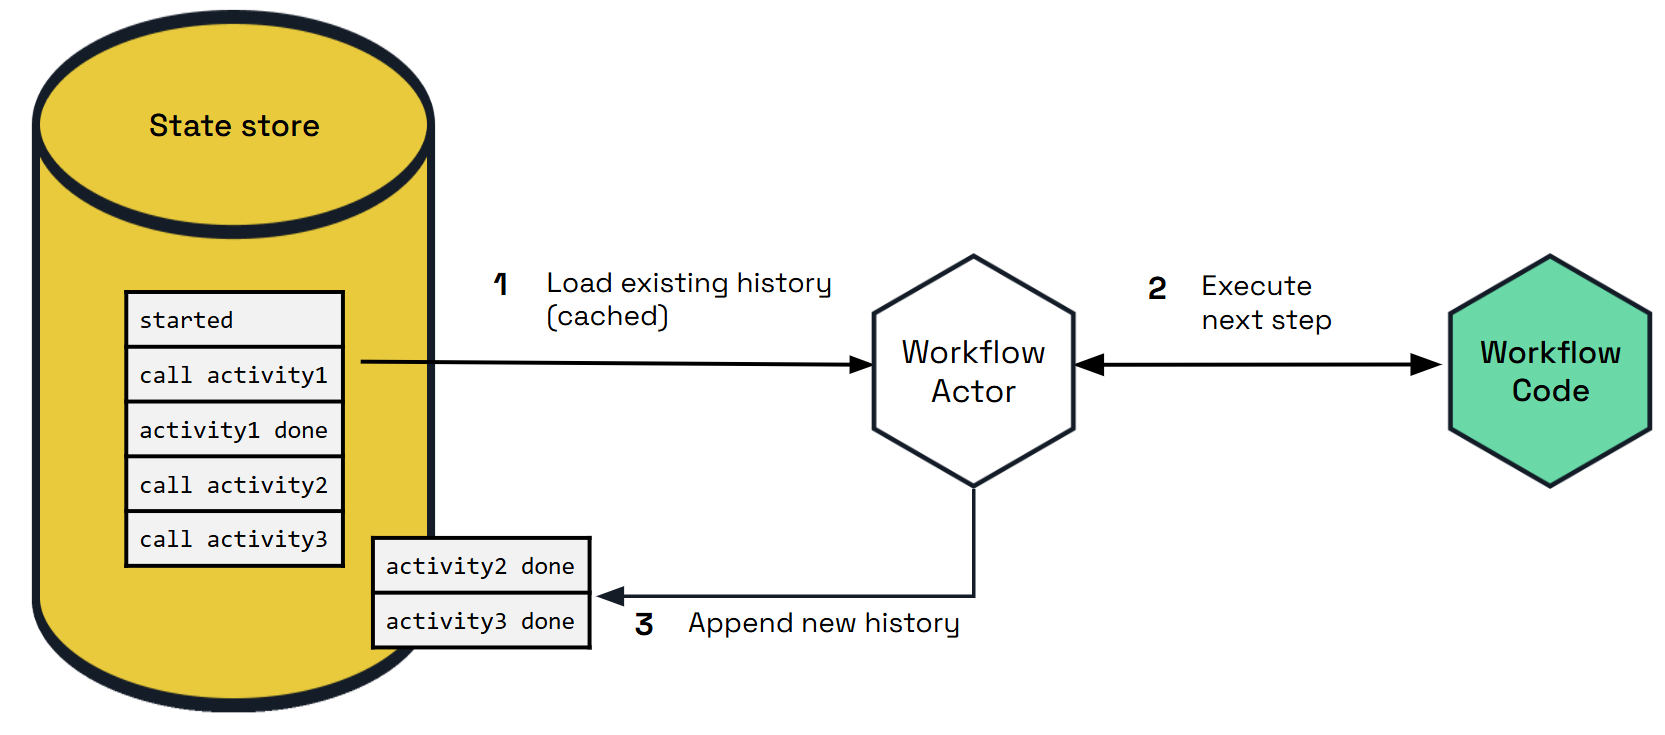 State store
started
call activity1
activity1 done
call activity2
call activity3
activity2 done
activity3 done
1 Load existing history
(cached)
Workflow
Actor
2 Execute
next step
Workflow
Code
3 Append new history